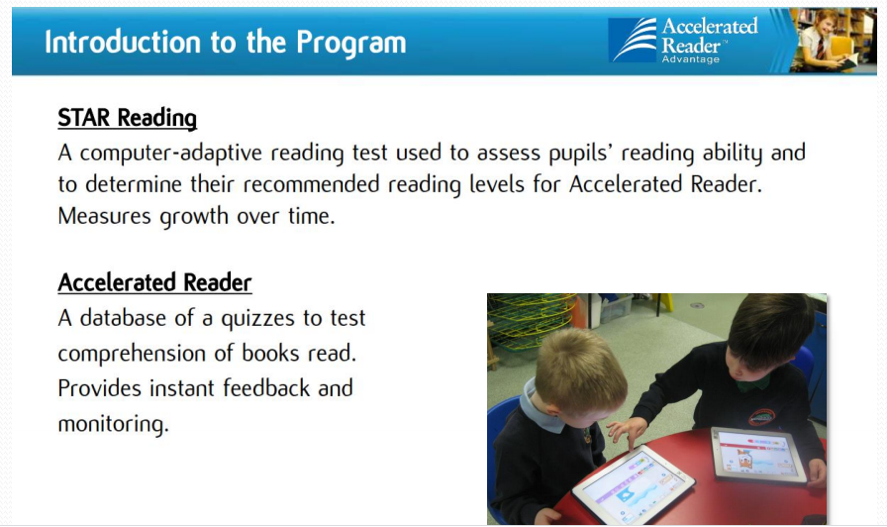 Introduction to the Program
Accelerated
Reader™
Advantage
STAR Reading
A computer-adaptive reading test used to assess pupils’ reading ability and
to determine their recommended reading levels for Accelerated Reader.
Measures growth over time.
Accelerated Reader
A database of a quizzes to test
comprehension of books read.
Provides instant feedback and
monitoring.